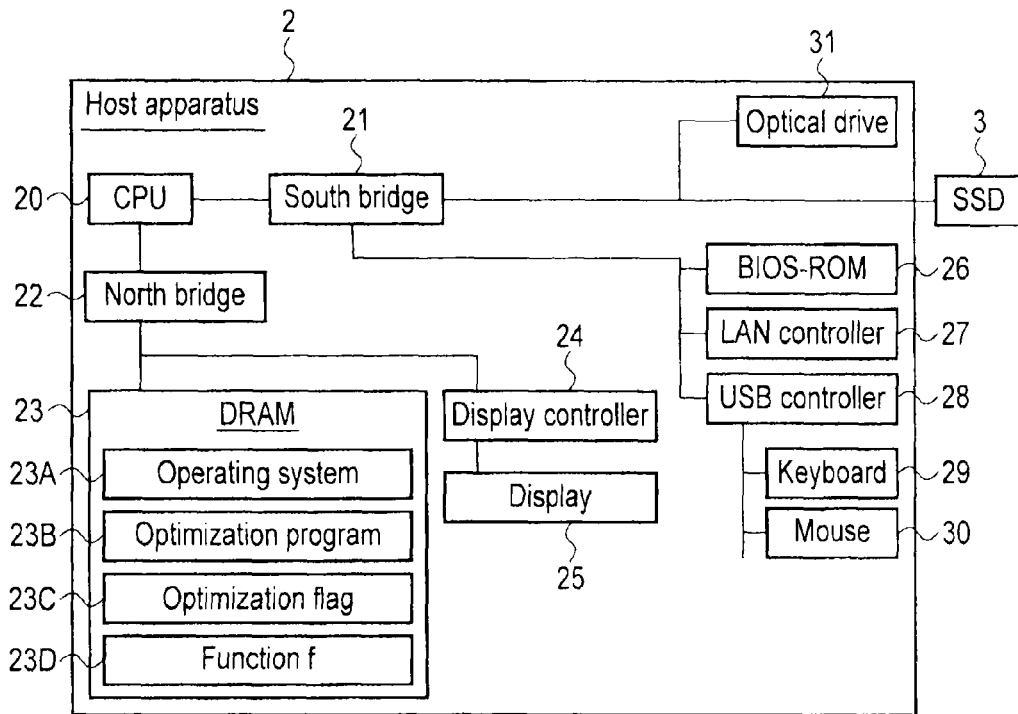 2
31
Host apparatus
21
Optical drive
3
20
CPU
South bridge
SSD
BIOS-ROM
26
22
North bridge
24
LAN controller
27
23
DRAM
Display controller
USB controller
28
23A
Operating system
Keyboard
29
Display
23B
Optimization program
Mouse
30
25
23C
Optimization flag
23D
Function f